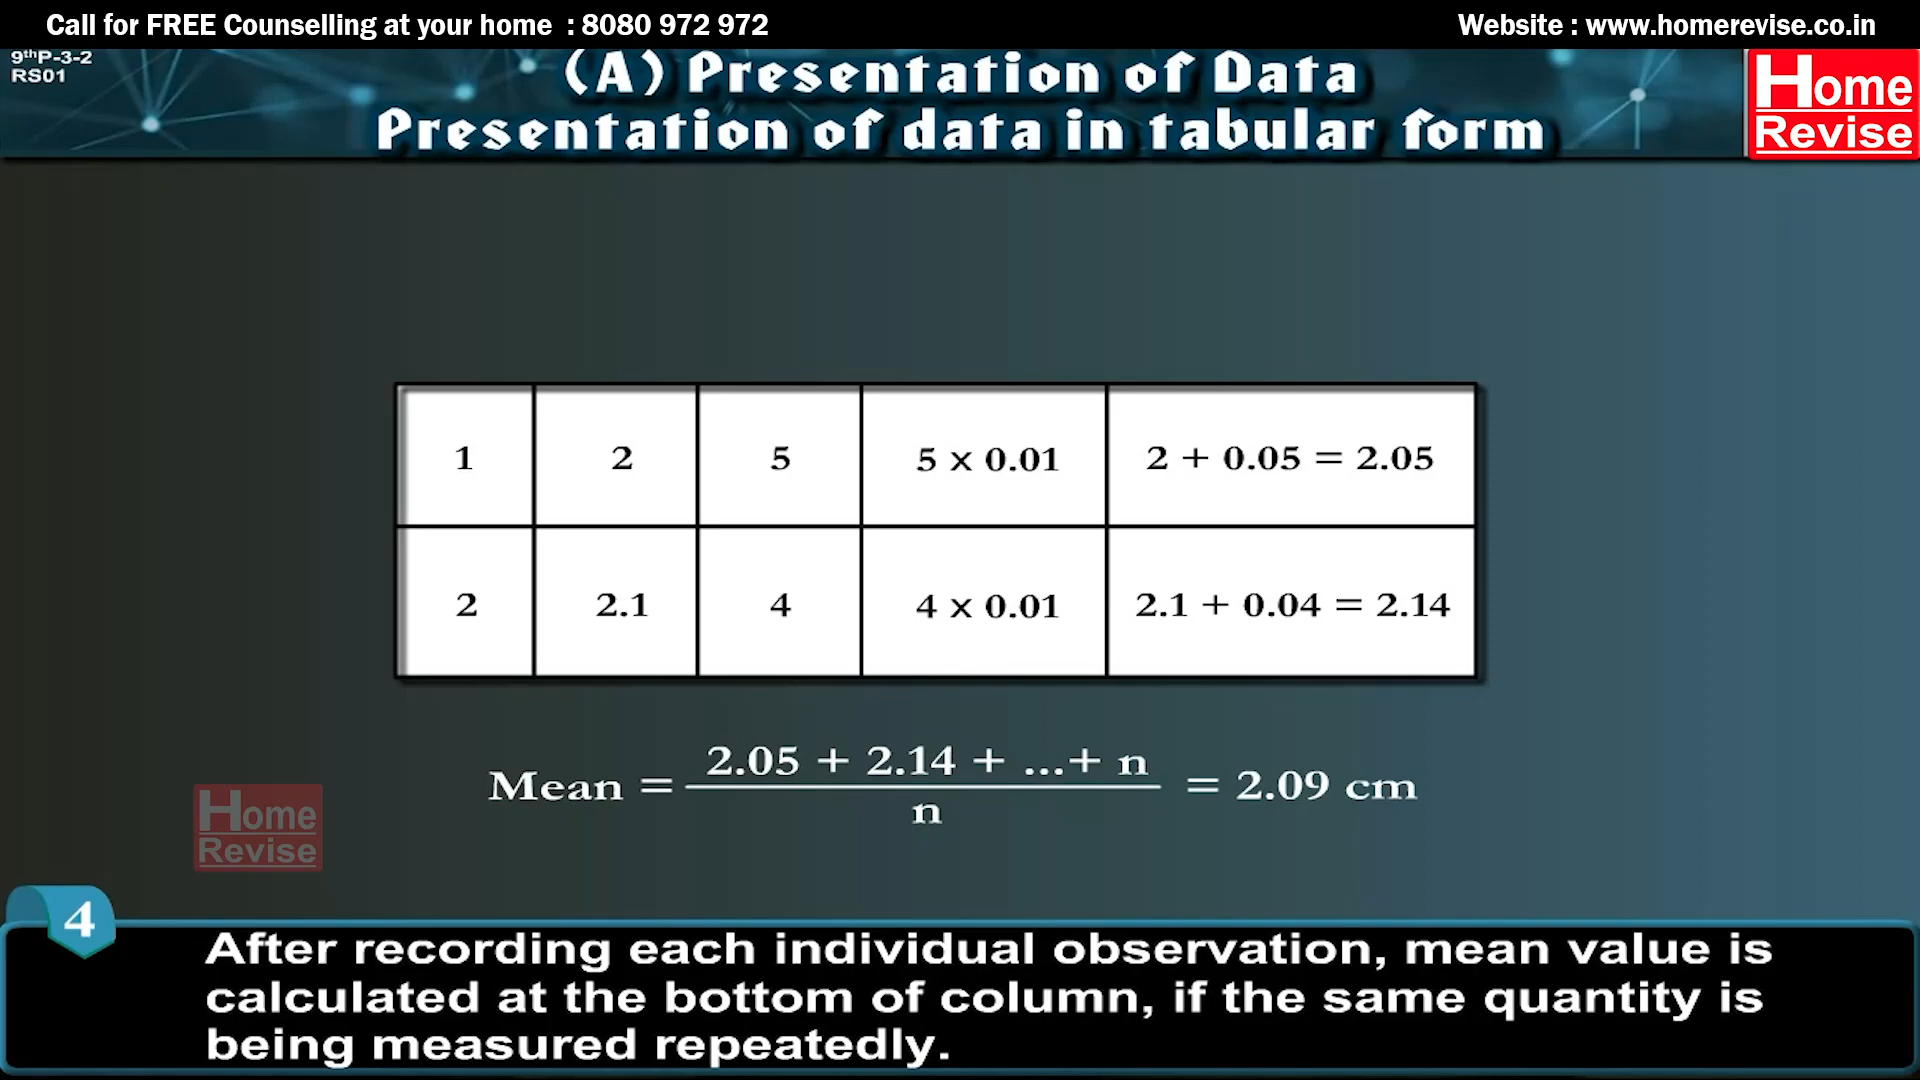 Call for FREE Counselling at your home : 8080 972 972
Website : www.homerevise.co.in
9thP-3-2
RS01
(A) Presentation of Data
Presentation of data in tabular form
Home
Revise
1 2 5 5 × 0.01 2 + 0.05 = 2.05
2 2.1 4 4 × 0.01 2.1 + 0.04 = 2.14
2.05 + 2.14 + ...+ n
Mean = = 2.09 cm
n
Home
Revise
4
After recording each individual observation, mean value is
calculated at the bottom of column, if the same quantity is
being measured repeatedly.